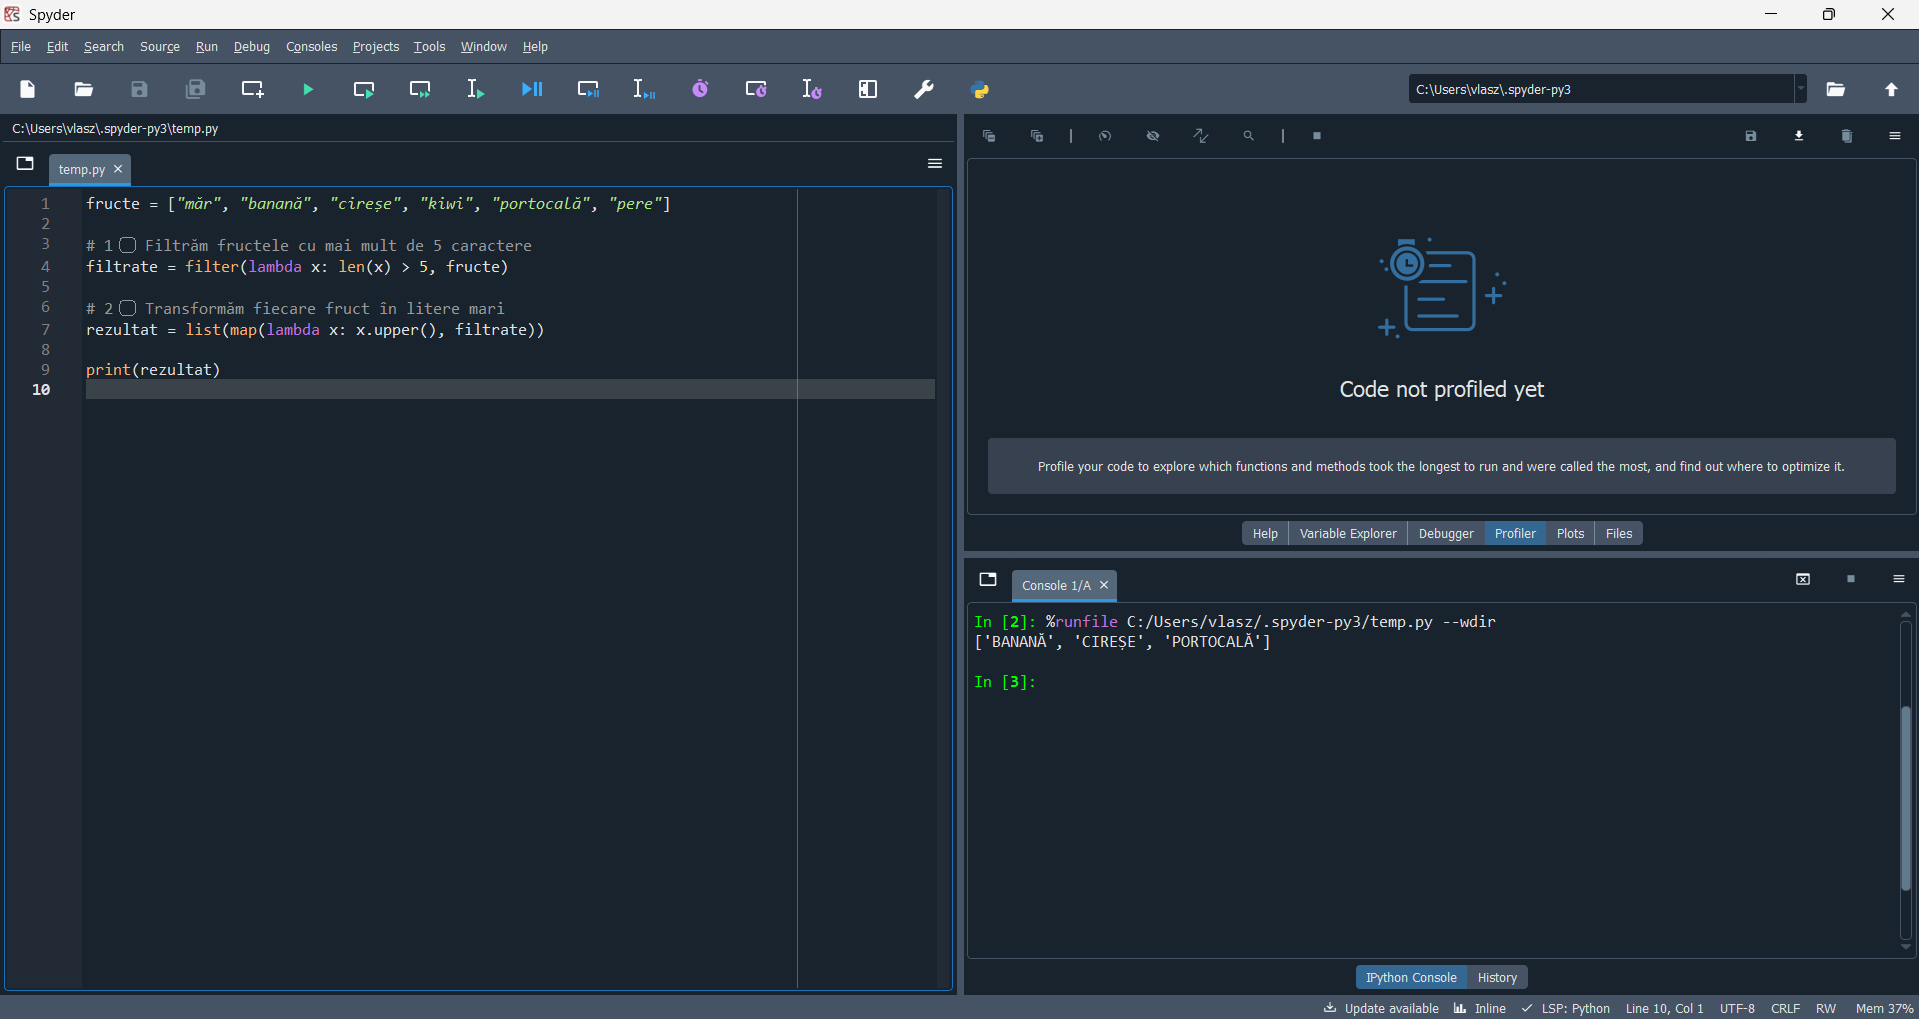 Spyder
File Edit Search Source Run Debug Consoles Projects Tools Window Help
C:\Users\vlasz\.spyder-py3
C:\Users\vlasz\.spyder-py3\temp.py
temp.py
1 fructe = ["măr", "banană", "cireșe", "kiwi", "portocală", "pere"]
2
3 # 1 Filtrăm fructele cu mai mult de 5 caractere
4 filtrate = filter(lambda x: len(x) > 5, fructe)
5
6 # 2 Transformăm fiecare fruct în litere mari
7 rezultat = list(map(lambda x: x.upper(), filtrate))
8
9 print(rezultat)
10
Code not profiled yet
Profile your code to explore which functions and methods took the longest to run and were called the most, and find out where to optimize it.
Help Variable Explorer Debugger Profiler Plots Files
Console 1/A
In [2]: %runfile C:/Users/vlasz/.spyder-py3/temp.py --wdir
['BANANĂ', 'CIREȘE', 'PORTOCALĂ']
In [3]:
IPython Console History
Update available Inline LSP: Python Line 10, Col 1 UTF-8 CRLF RW Mem 37%